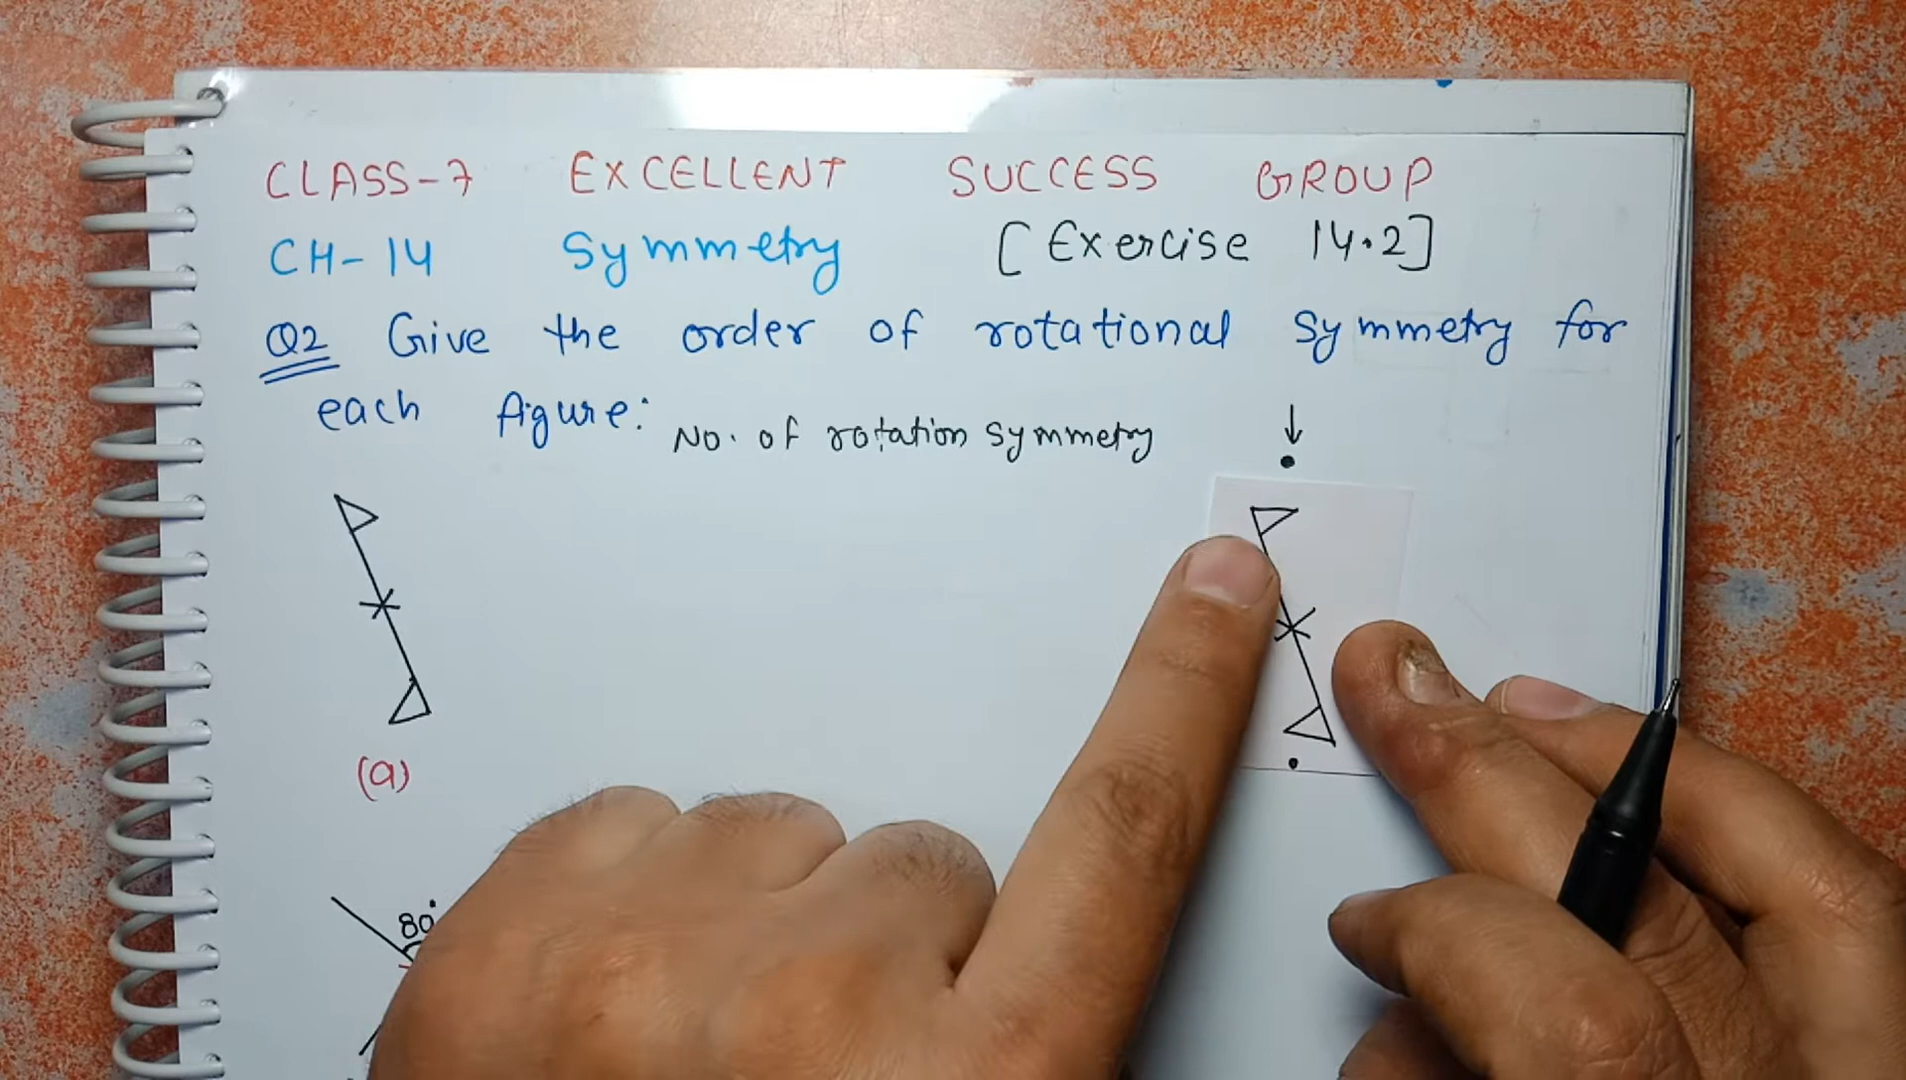 CLASS-7 EXCELLENT SUCCESS GROUP
CH-14 Symmetry [Exercise 14.2]
Q2 Give the order of rotational Symmetry for
each figure:
No. of rotation symmetry
(a)
80°